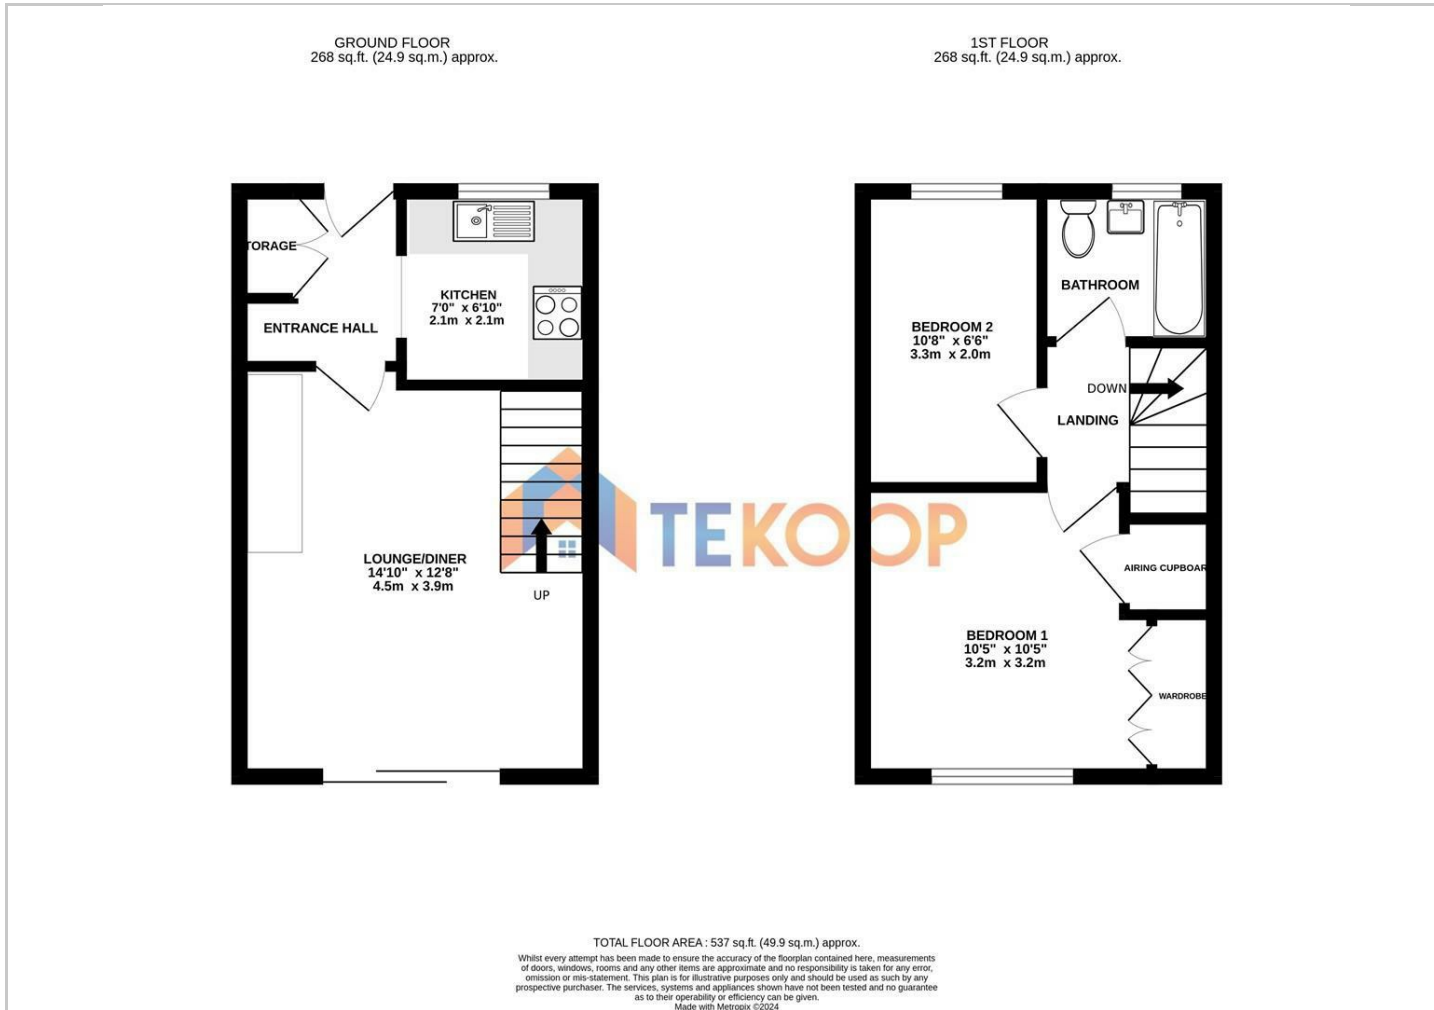 GROUND FLOOR
268 sq.ft. (24.9 sq.m.) approx.
1ST FLOOR
268 sq.ft. (24.9 sq.m.) approx.
TORAGE
ENTRANCE HALL
KITCHEN
7'0" x 6'10"
2.1m x 2.1m
LOUNGE/DINER
14'10" x 12'8"
4.5m x 3.9m
UP
TEKOOP
BEDROOM 2
10'8" x 6'6"
3.3m x 2.0m
BATHROOM
DOWN
LANDING
AIRING CUPBOAR
BEDROOM 1
10'5" x 10'5"
3.2m x 3.2m
WARDROBE
TOTAL FLOOR AREA : 537 sq.ft. (49.9 sq.m.) approx.
Whilst every attempt has been made to ensure the accuracy of the floorplan contained here, measurements
of doors, windows, rooms and any other items are approximate and no responsibility is taken for any error,
omission or mis-statement. This plan is for illustrative purposes only and should be used as such by any
prospective purchaser. The services, systems and appliances shown have not been tested and no guarantee
as to their operability or efficiency can be given.
Made with Metropix ©2024